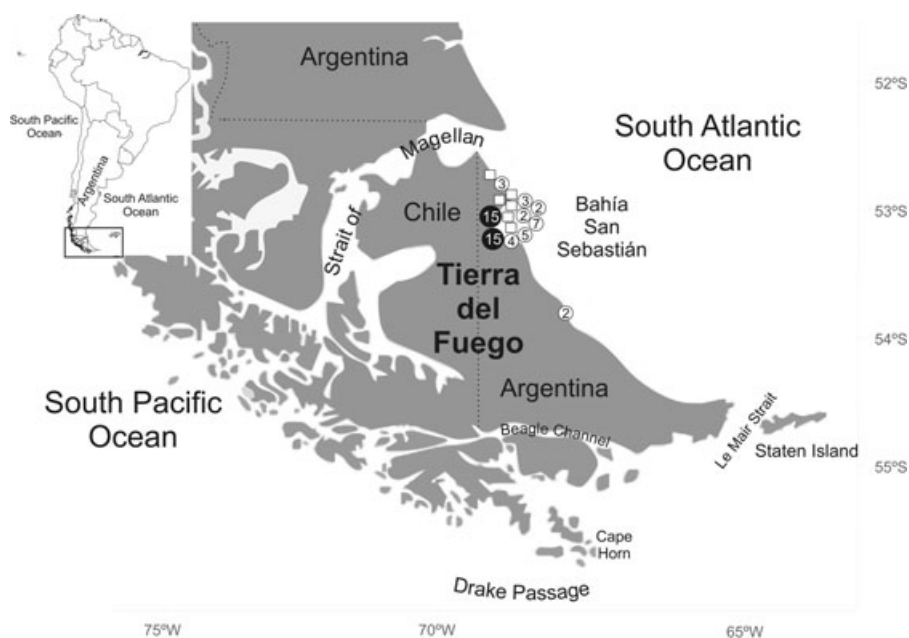 South Pacific
Ocean
Argentina
South Atlantic
Ocean
Argentina
Magellan
Strait of
Chile
South Atlantic
Ocean
Bahía
San
Sebastián
3
3
2
15
2
7
15
4
5
2
Tierra
del
Fuego
Argentina
South Pacific
Ocean
Beagle Channel
Le Mair Strait
Staten Island
Cape
Horn
Drake Passage
52ºS
53ºS
54ºS
55ºS
75ºW
70ºW
65ºW